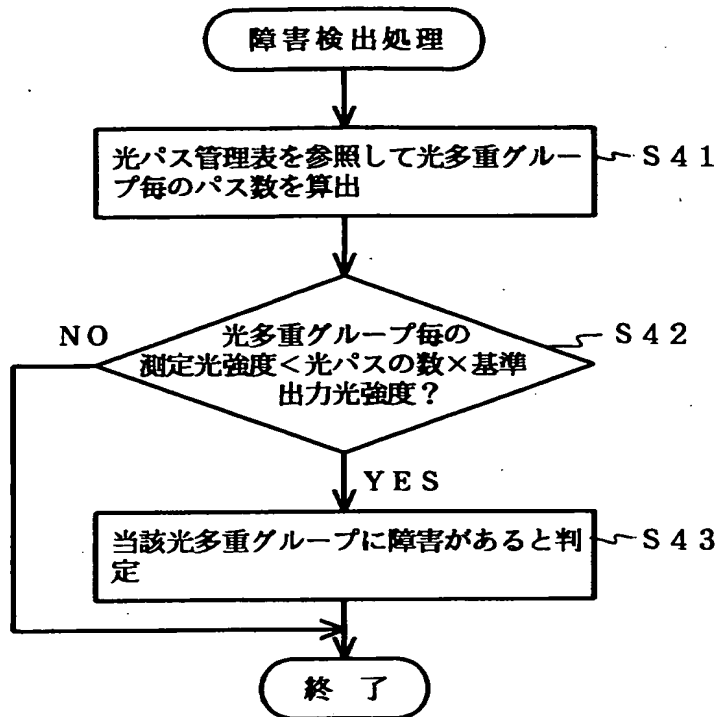 障害検出処理
光パス管理表を参照して光多重グルー
プ毎のパス数を算出
S41
光多重グループ毎の
測定光強度<光パスの数×基準
出力光強度?
S42
NO
YES
当該光多重グループに障害があると判
定
S43
終了